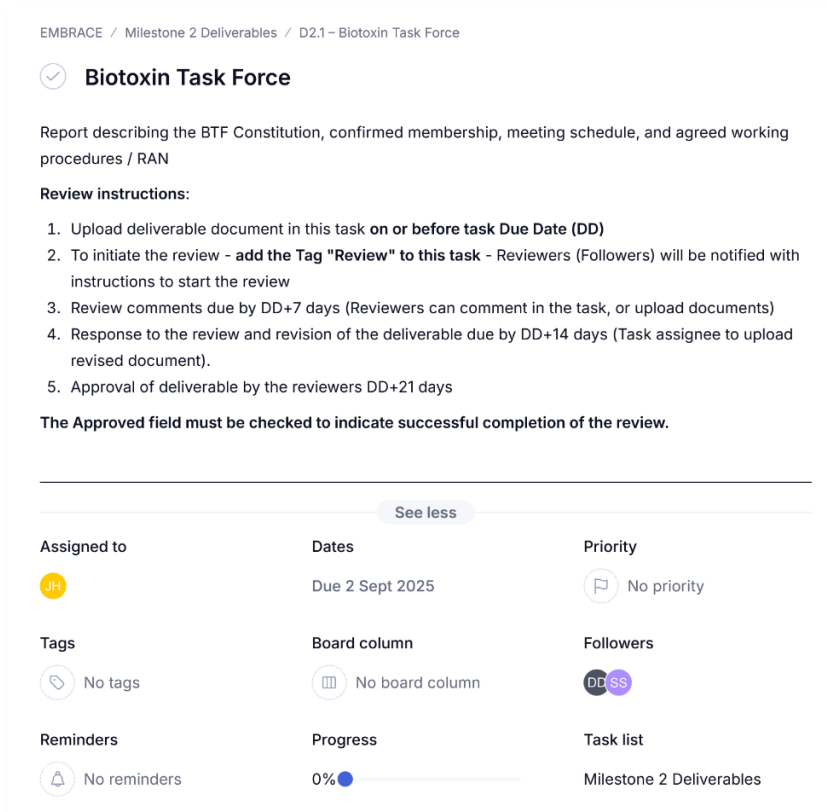 EMBRACE / Milestone 2 Deliverables / D2.1 – Biotoxin Task Force
Biotoxin Task Force
Report describing the BTF Constitution, confirmed membership, meeting schedule, and agreed working
procedures / RAN
Review instructions:
1. Upload deliverable document in this task on or before task Due Date (DD)
2. To initiate the review - add the Tag "Review" to this task - Reviewers (Followers) will be notified with
instructions to start the review
3. Review comments due by DD+7 days (Reviewers can comment in the task, or upload documents)
4. Response to the review and revision of the deliverable due by DD+14 days (Task assignee to upload
revised document).
5. Approval of deliverable by the reviewers DD+21 days
The Approved field must be checked to indicate successful completion of the review.
See less
Assigned to
Dates
Priority
JH
Due 2 Sept 2025
No priority
Tags
Board column
Followers
No tags
No board column
DD SS
Reminders
Progress
Task list
No reminders
0%
Milestone 2 Deliverables